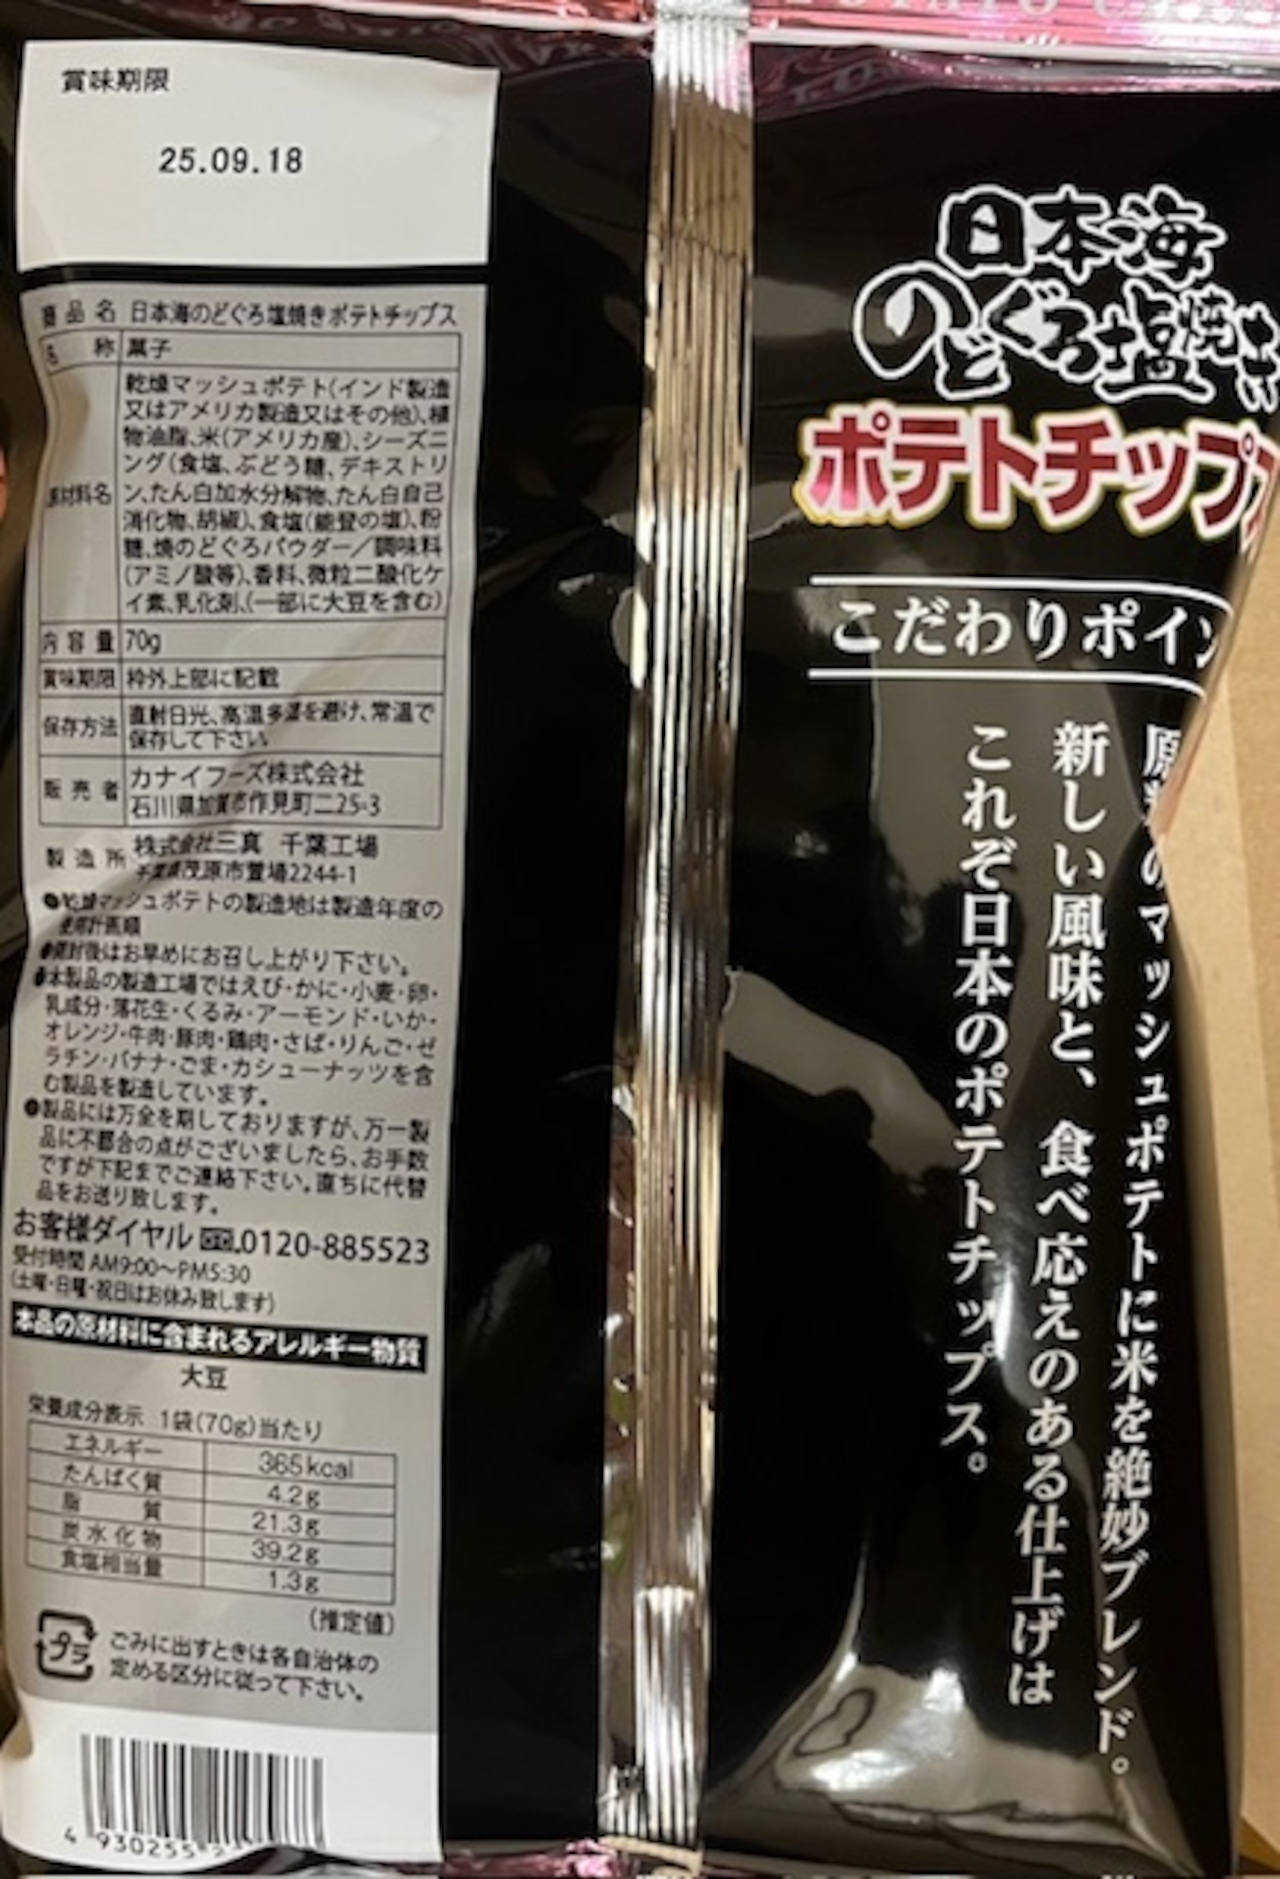 賞味期限
25.09.18
商品名 日本海のどぐろ塩焼きポテトチップス
名称 菓子
原材料名 乾燥マッシュポテト(インド製造
又はアメリカ製造又はその他)、植
物油脂、米(アメリカ産)、シーズニ
ング(食塩、ぶどう糖、デキストリ
ン、たん白加水分解物、たん白自己
消化物、胡椒)、食塩(能登の塩)、粉
糖、焼のどぐろパウダー/調味料
(アミノ酸等)、香料、微粒二酸化ケ
イ素、乳化剤、(一部に大豆を含む)
内容量 70g
賞味期限 枠外上部に記載
保存方法 直射日光、高温多湿を避け、常温で
保存して下さい
販売者 カナイフーズ株式会社
石川県加賀市作見町二25-3
製造所 株式会社三真 千葉工場
千葉県茂原市萱場2244-1
●乾燥マッシュポテトの製造地は製造年度の
使用計画順
●開封後はお早めにお召し上がり下さい。
●本製品の製造工場ではえび・かに・小麦・卵・
乳成分・落花生・くるみ・アーモンド・いか・
オレンジ・牛肉・豚肉・鶏肉・さば・りんご・ゼ
ラチン・バナナ・ごま・カシューナッツを含
む製品を製造しています。
●製品には万全を期しておりますが、万一製
品に不都合の点がございましたら、お手数
ですが下記までご連絡下さい。直ちに代替
品をお送り致します。
お客様ダイヤル 0120-885523
受付時間 AM9:00〜PM5:30
(土曜・日曜・祝日はお休み致します)
本品の原材料に含まれるアレルギー物質
大豆
栄養成分表示 1袋(70g)当たり
エネルギー 365kcal
たんぱく質 4.2g
脂質 21.3g
炭水化物 39.2g
食塩相当量 1.3g
(推定値)
プラ
ごみに出すときは各自治体の
定める区分に従って下さい。
4 930255
日本海
のどぐろ塩焼き
ポテトチップス
こだわりポイン
原料のマッシュポテトに米を絶妙ブレンド。
新しい風味と、食べ応えのある仕上げは
これぞ日本のポテトチップス。